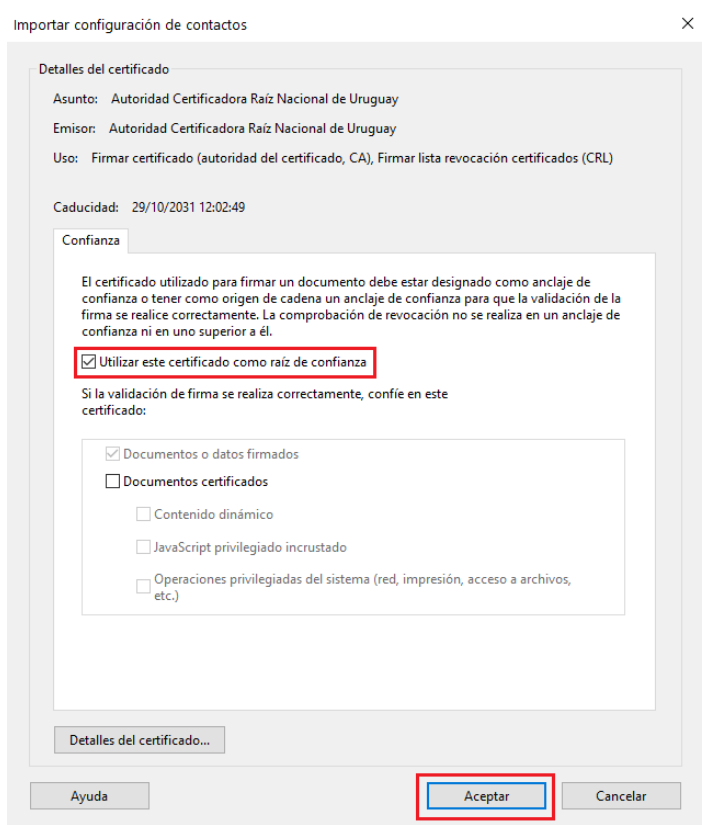 Importar configuración de contactos
Detalles del certificado
Asunto: Autoridad Certificadora Raíz Nacional de Uruguay
Emisor: Autoridad Certificadora Raíz Nacional de Uruguay
Uso: Firmar certificado (autoridad del certificado, CA), Firmar lista revocación certificados (CRL)
Caducidad: 29/10/2031 12:02:49
Confianza
El certificado utilizado para firmar un documento debe estar designado como anclaje de
confianza o tener como origen de cadena un anclaje de confianza para que la validación de la
firma se realice correctamente. La comprobación de revocación no se realiza en un anclaje de
confianza ni en uno superior a él.
Utilizar este certificado como raíz de confianza
Si la validación de firma se realiza correctamente, confíe en este
certificado:
Documentos o datos firmados
Documentos certificados
Contenido dinámico
JavaScript privilegiado incrustado
Operaciones privilegiadas del sistema (red, impresión, acceso a archivos,
etc.)
Detalles del certificado...
Ayuda
Aceptar
Cancelar